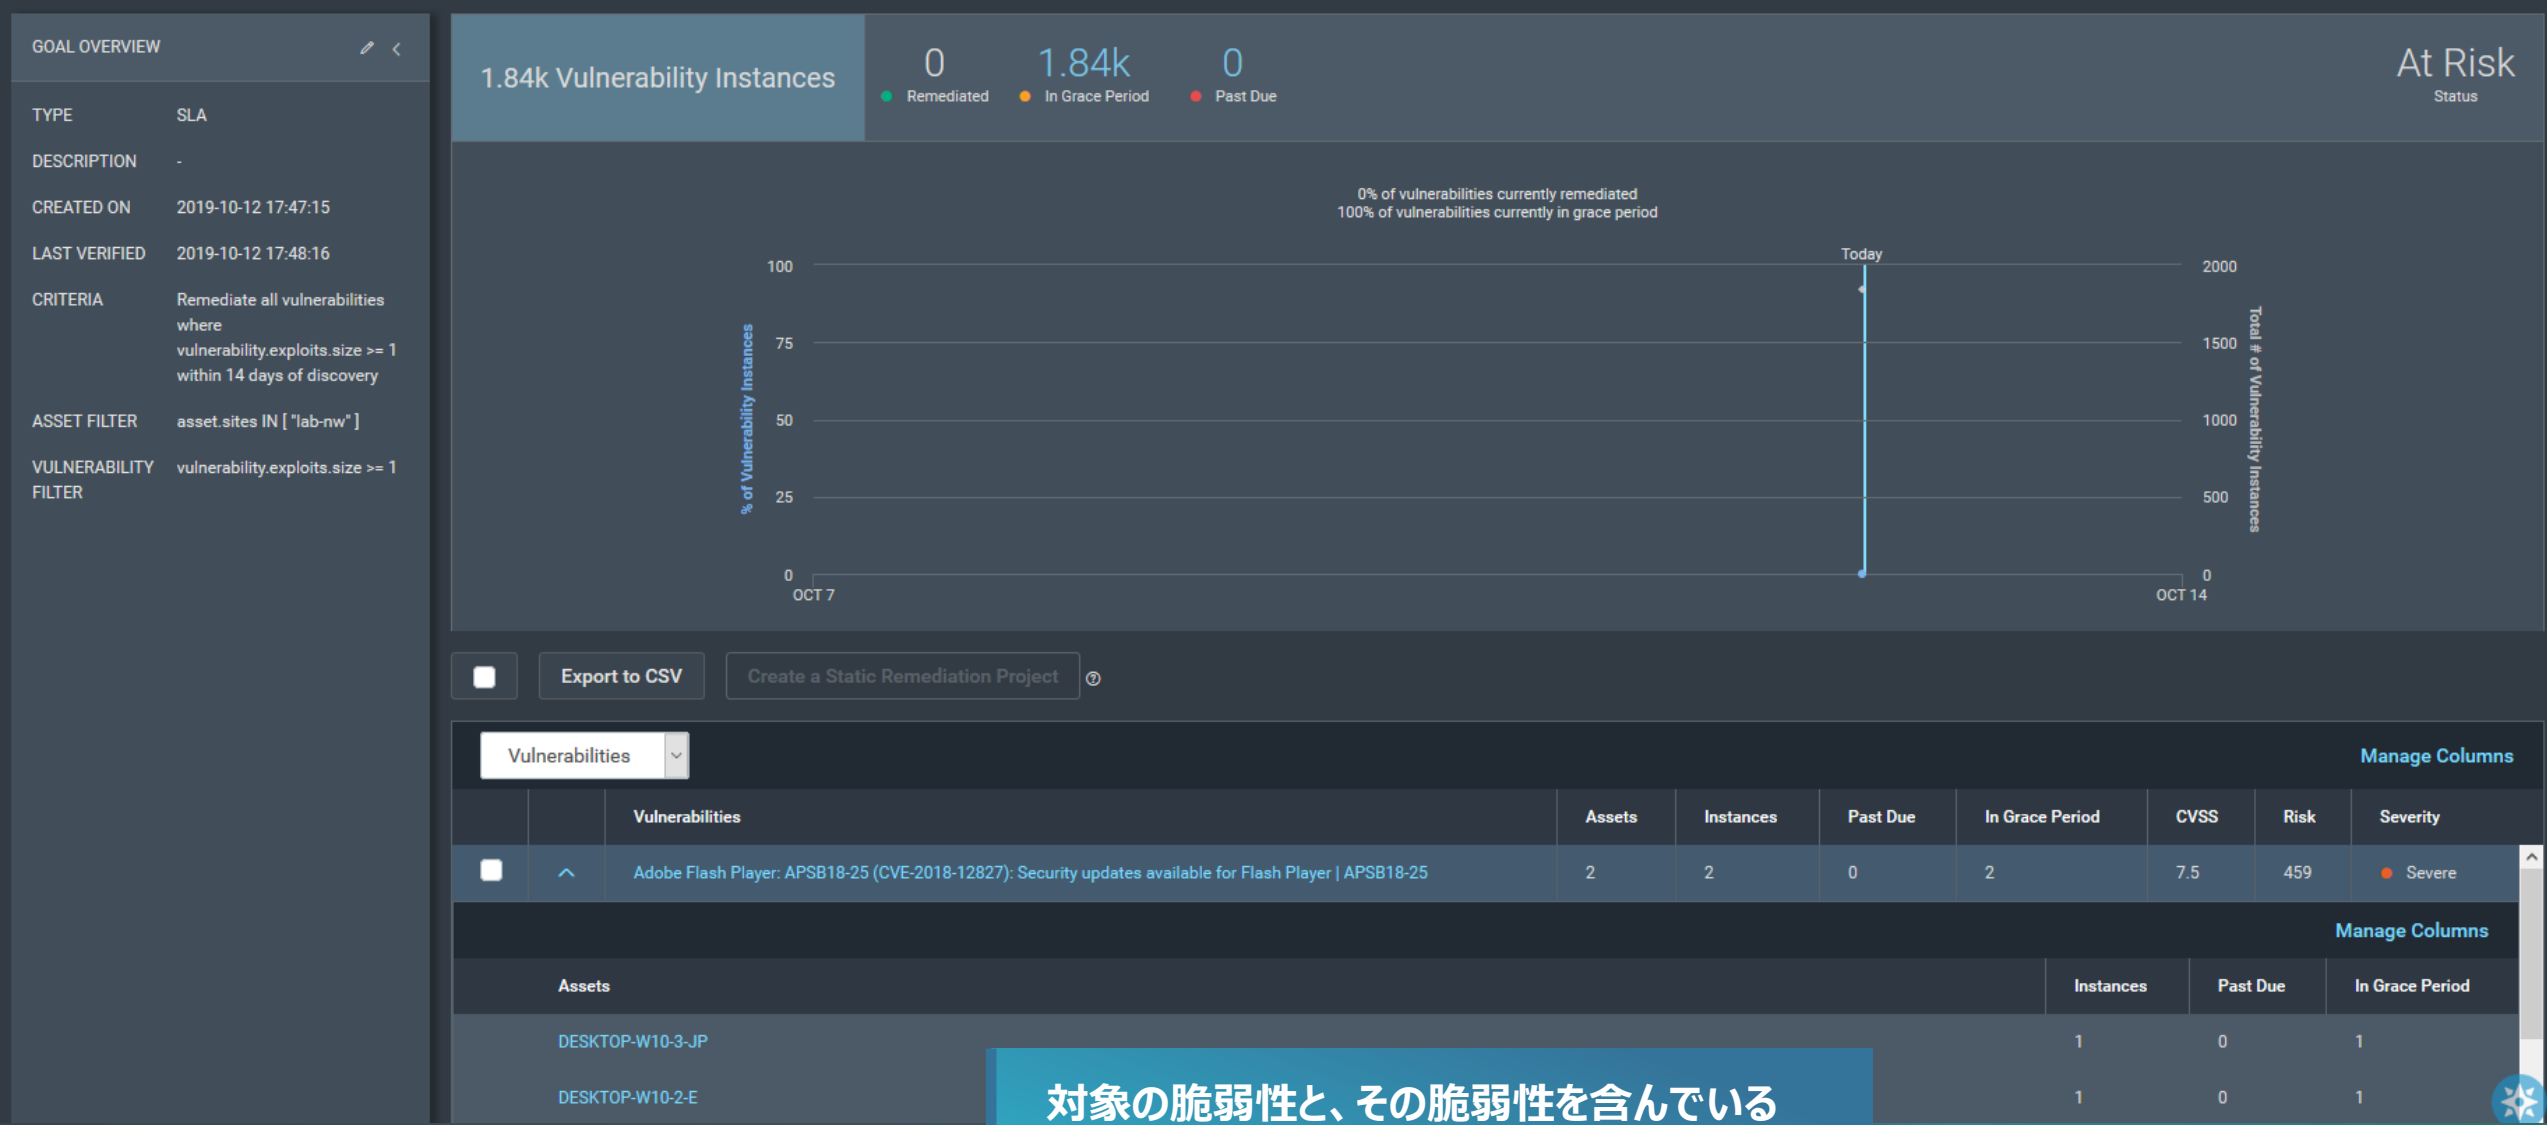 GOAL OVERVIEW
TYPE SLA
DESCRIPTION -
CREATED ON 2019-10-12 17:47:15
LAST VERIFIED 2019-10-12 17:48:16
CRITERIA Remediate all vulnerabilities
where
vulnerability.exploits.size >= 1
within 14 days of discovery
ASSET FILTER asset.sites IN [ "lab-nw" ]
VULNERABILITY vulnerability.exploits.size >= 1
FILTER
1.84k Vulnerability Instances
0 1.84k 0
Remediated In Grace Period Past Due
At Risk
Status
0% of vulnerabilities currently remediated
100% of vulnerabilities currently in grace period
Today
100 2000
75 1500
50 1000
25 500
0 0
% of Vulnerability Instances
Total # of Vulnerability Instances
OCT 7 OCT 14
Export to CSV Create a Static Remediation Project ?
Vulnerabilities Manage Columns
Vulnerabilities Assets Instances Past Due In Grace Period CVSS Risk Severity
Adobe Flash Player: APSB18-25 (CVE-2018-12827): Security updates available for Flash Player | APSB18-25 2 2 0 2 7.5 459 Severe
Manage Columns
Assets Instances Past Due In Grace Period
DESKTOP-W10-3-JP 1 0 1
DESKTOP-W10-2-E 1 0 1
対象の脆弱性と、その脆弱性を含んでいる